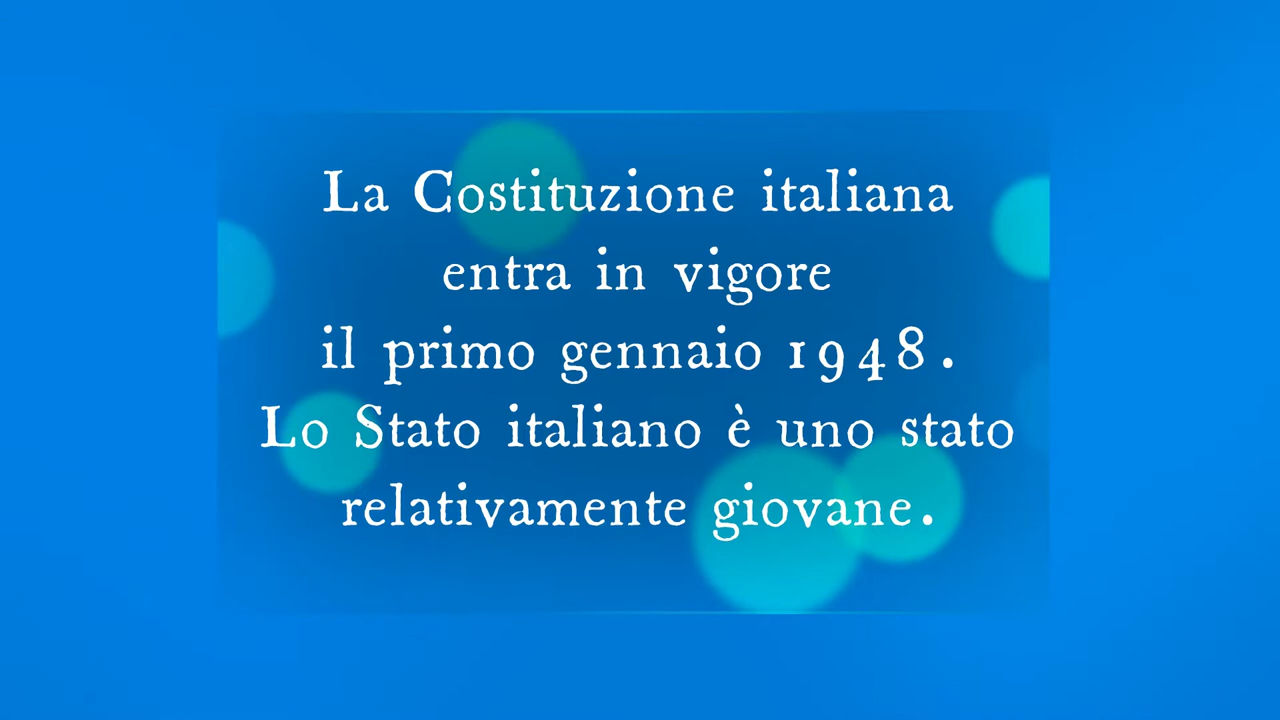 La Costituzione italiana
entra in vigore
il primo gennaio 1948.
Lo Stato italiano è uno stato
relativamente giovane.